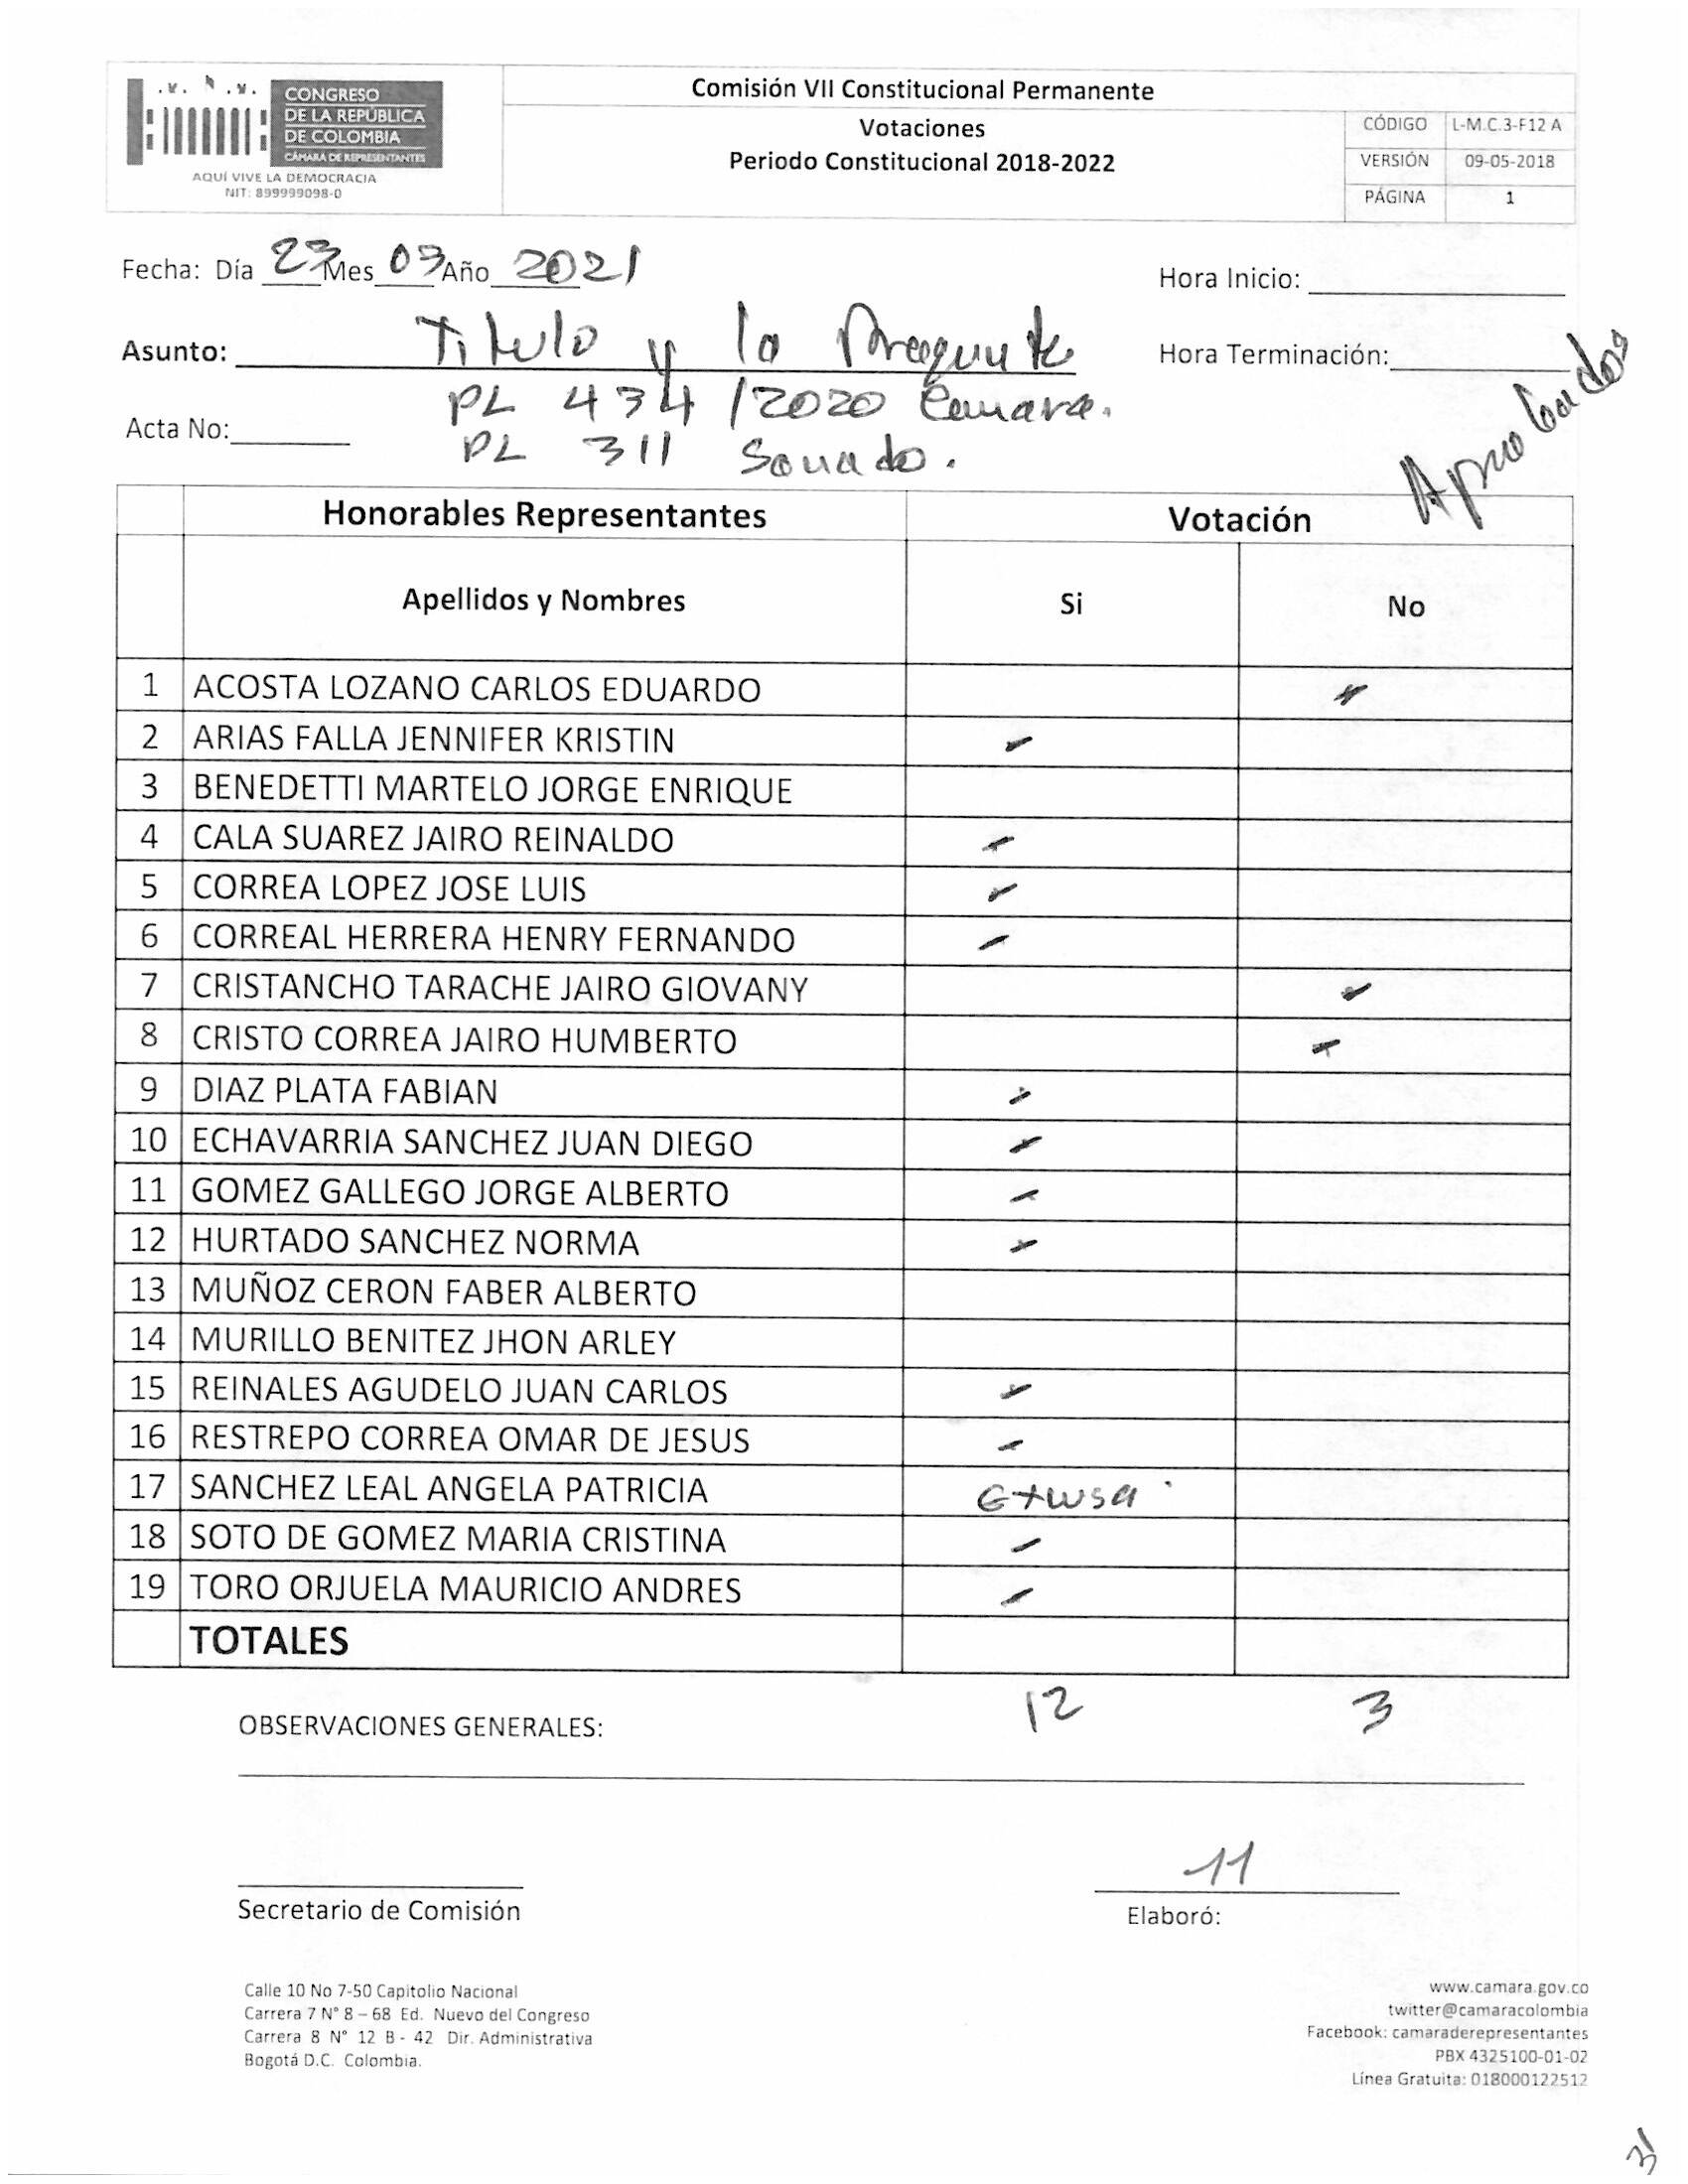 CONGRESO
DE LA REPÚBLICA
DE COLOMBIA
CÁMARA DE REPRESENTANTES
AQUÍ VIVE LA DEMOCRACIA
NIT: 899999098-0
Comisión VII Constitucional Permanente
Votaciones
Periodo Constitucional 2018-2022
CÓDIGO L-M.C.3-F12 A
VERSIÓN 09-05-2018
PÁGINA 1
Fecha: Día 23 Mes 03 Año 2021
Hora Inicio:
Asunto: Titulo y la Pregunta
Hora Terminación:
PL 434 /2020 Camara.
Acta No:
PL 311 Senado.
Aprobados
Honorables Representantes Votación
Apellidos y Nombres Si No
1 ACOSTA LOZANO CARLOS EDUARDO
2 ARIAS FALLA JENNIFER KRISTIN
3 BENEDETTI MARTELO JORGE ENRIQUE
4 CALA SUAREZ JAIRO REINALDO
5 CORREA LOPEZ JOSE LUIS
6 CORREAL HERRERA HENRY FERNANDO
7 CRISTANCHO TARACHE JAIRO GIOVANY
8 CRISTO CORREA JAIRO HUMBERTO
9 DIAZ PLATA FABIAN
10 ECHAVARRIA SANCHEZ JUAN DIEGO
11 GOMEZ GALLEGO JORGE ALBERTO
12 HURTADO SANCHEZ NORMA
13 MUÑOZ CERON FABER ALBERTO
14 MURILLO BENITEZ JHON ARLEY
15 REINALES AGUDELO JUAN CARLOS
16 RESTREPO CORREA OMAR DE JESUS
17 SANCHEZ LEAL ANGELA PATRICIA Excusa
18 SOTO DE GOMEZ MARIA CRISTINA
19 TORO ORJUELA MAURICIO ANDRES
TOTALES
12 3
OBSERVACIONES GENERALES:
11
Secretario de Comisión
Elaboró:
Calle 10 No 7-50 Capitolio Nacional
Carrera 7 N° 8 – 68 Ed. Nuevo del Congreso
Carrera 8 N° 12 B - 42 Dir. Administrativa
Bogotá D.C. Colombia.
www.camara.gov.co
twitter@camaracolombia
Facebook: camaraderepresentantes
PBX 4325100-01-02
Línea Gratuita: 018000122512
31